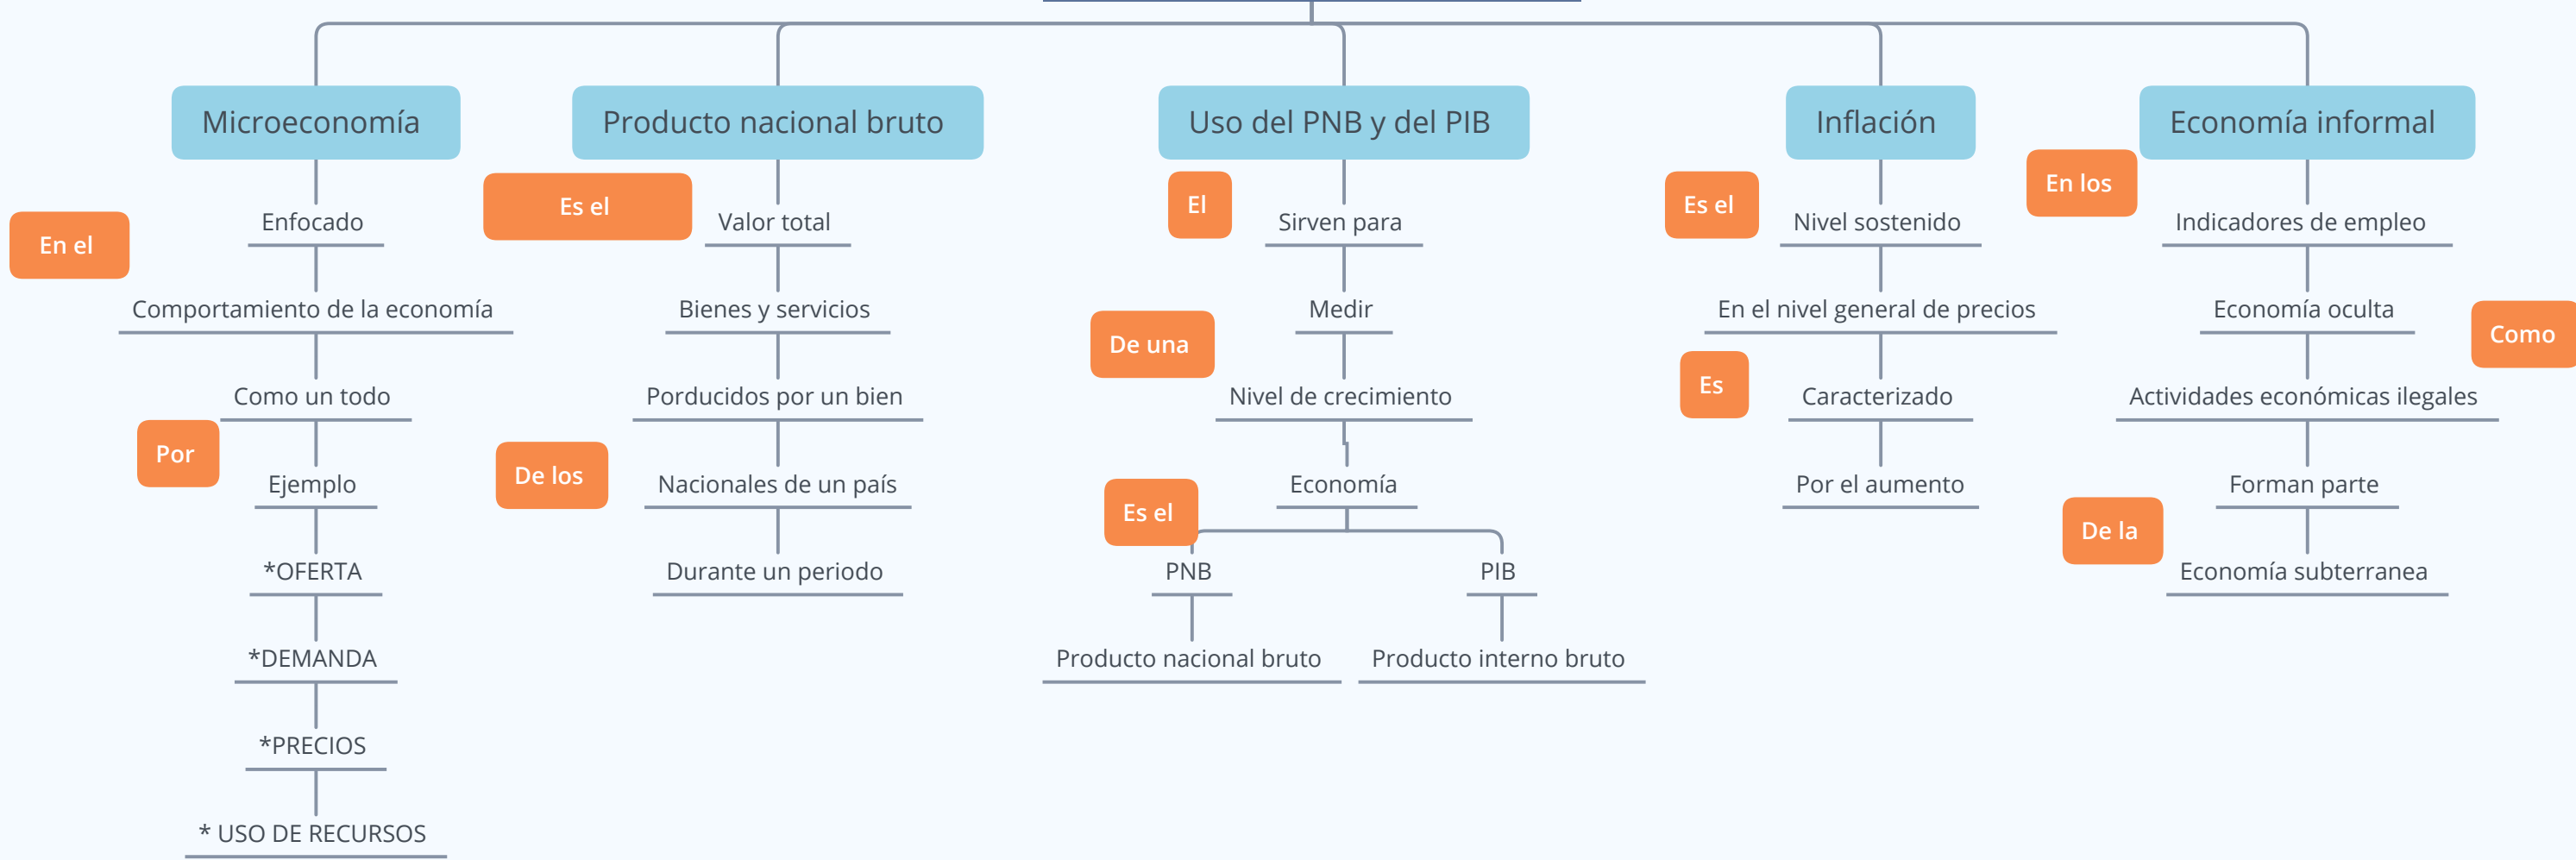 Microeconomía
En el
Enfocado
Comportamiento de la economía
Como un todo
Por
Ejemplo
*OFERTA
*DEMANDA
*PRECIOS
* USO DE RECURSOS
Producto nacional bruto
Es el
Valor total
Bienes y servicios
Porducidos por un bien
De los
Nacionales de un país
Durante un periodo
Uso del PNB y del PIB
El
Sirven para
Medir
De una
Nivel de crecimiento
Economía
Es el
PNB
Producto nacional bruto
PIB
Producto interno bruto
Inflación
Es el
Nivel sostenido
En el nivel general de precios
Es
Caracterizado
Por el aumento
Economía informal
En los
Indicadores de empleo
Economía oculta
Como
Actividades económicas ilegales
Forman parte
De la
Economía subterranea